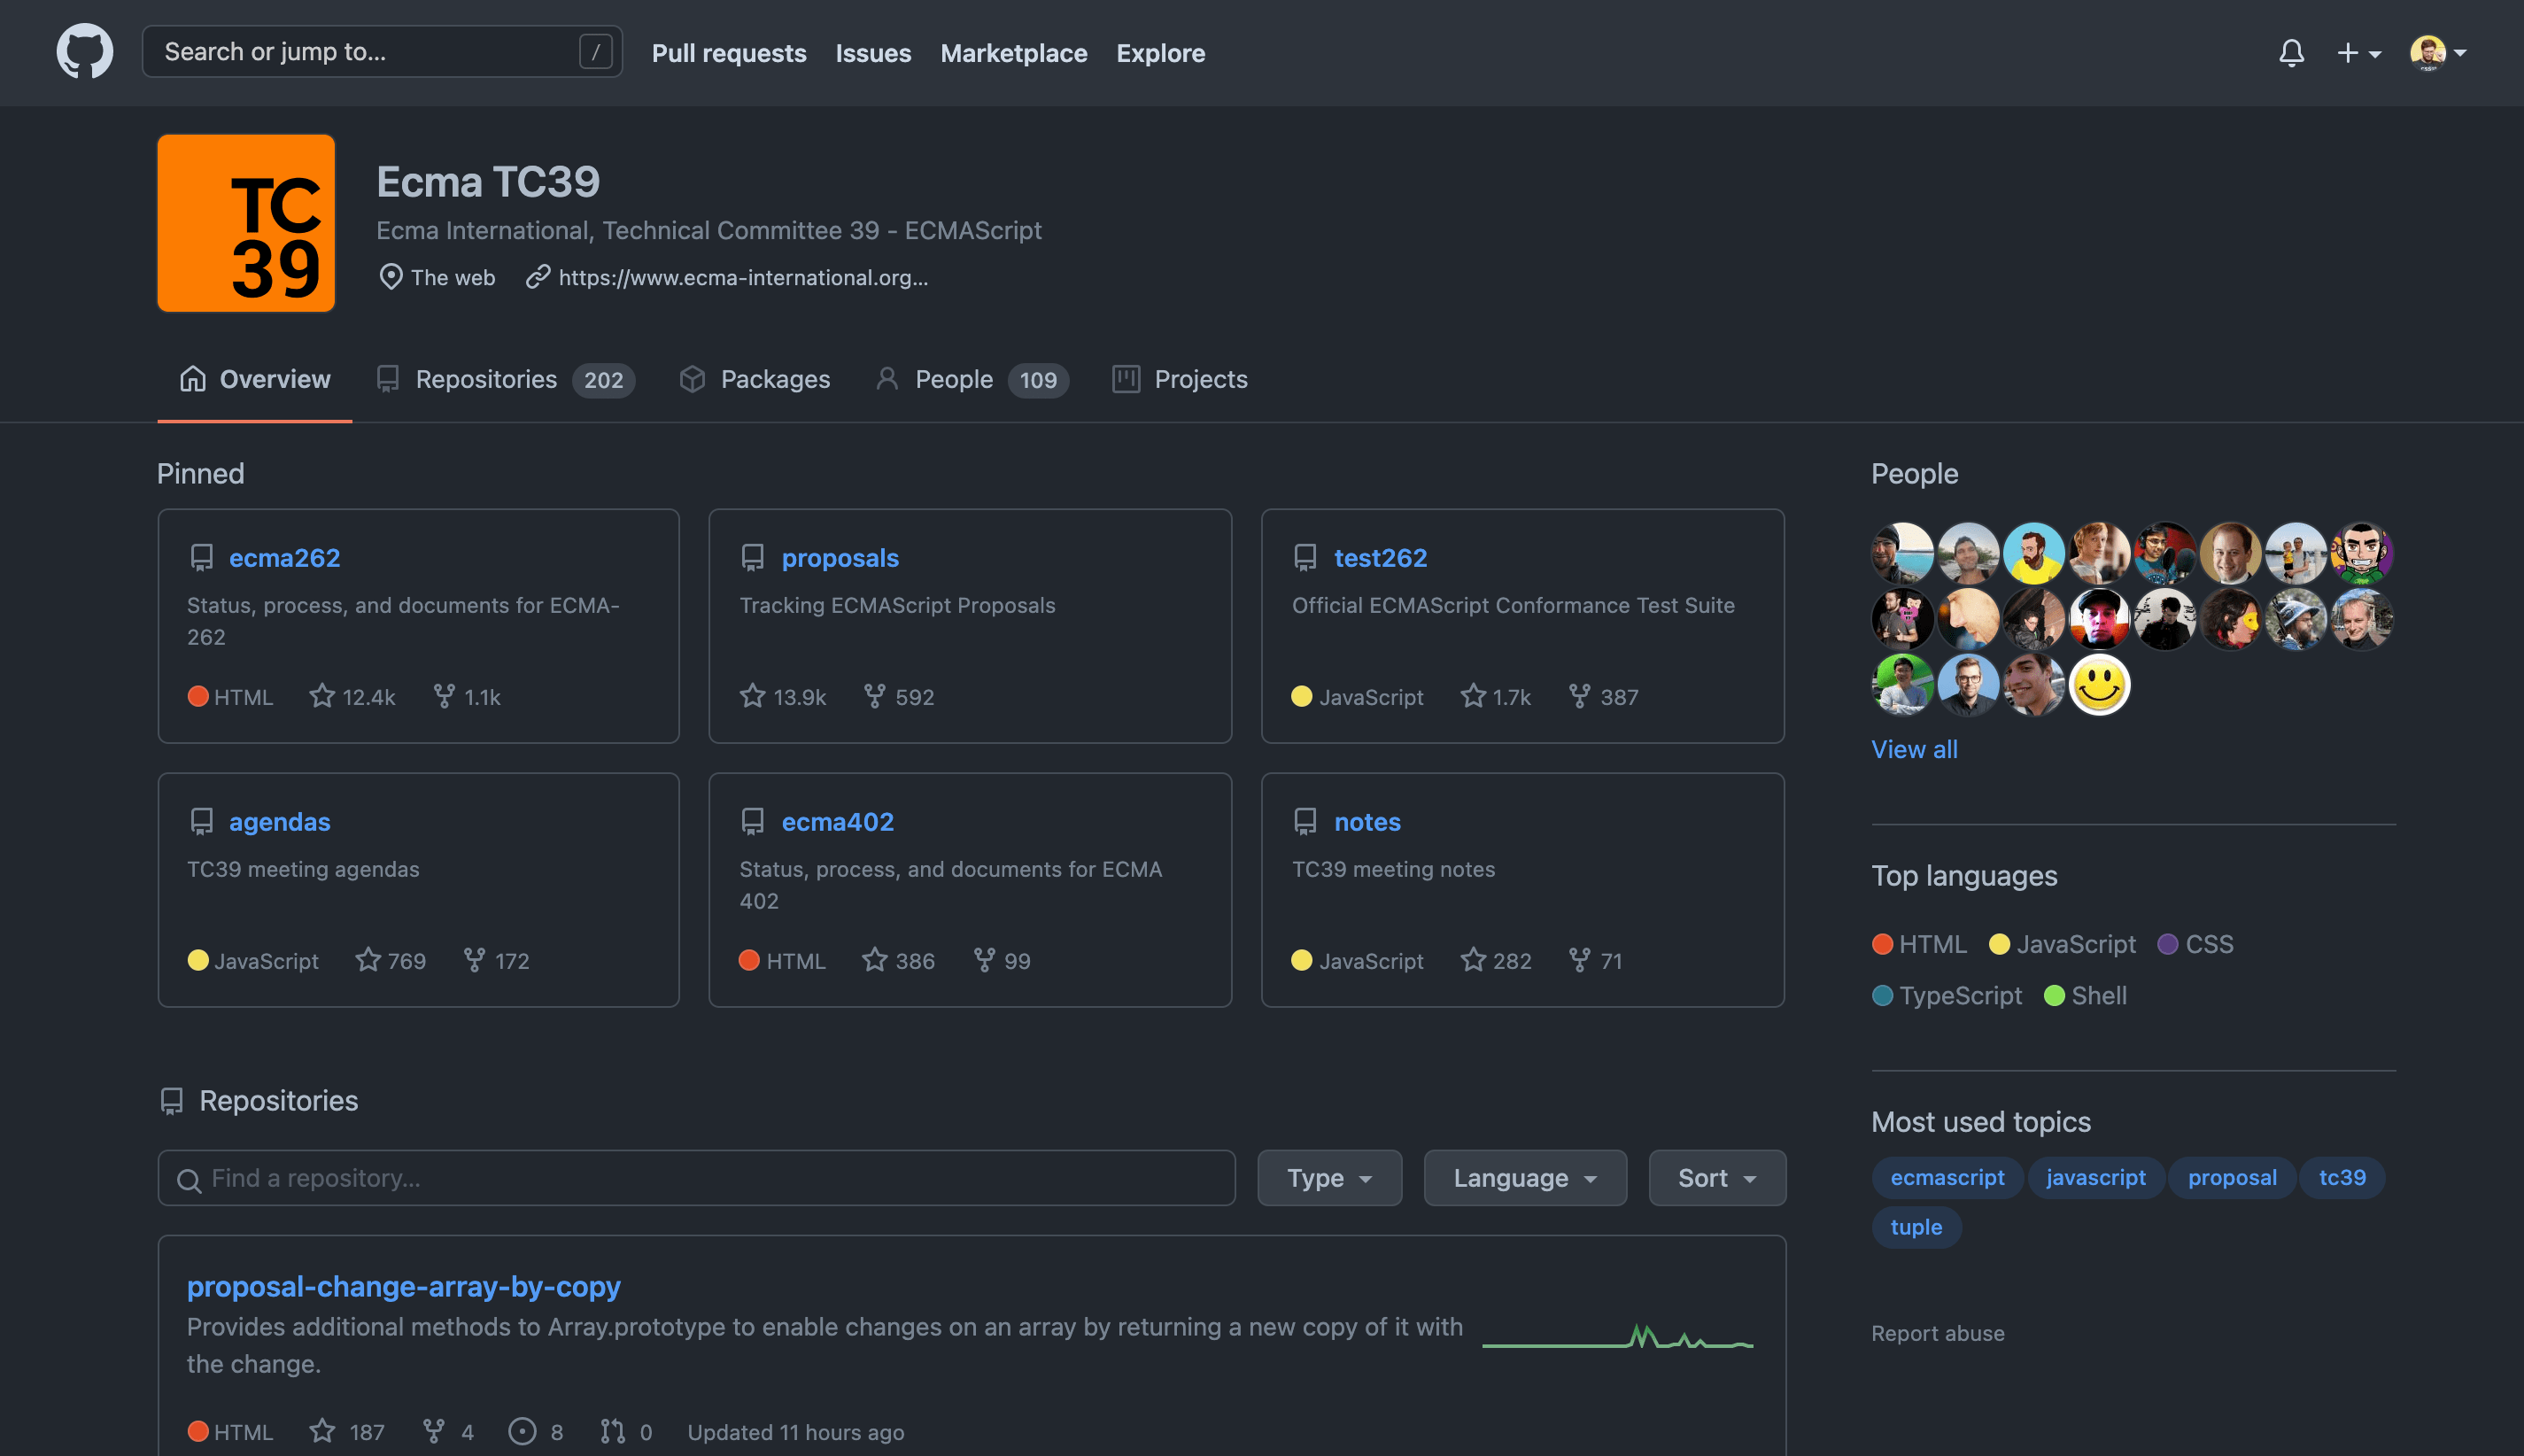 Search or jump to...
/
Pull requests
Issues
Marketplace
Explore
TC
39
Ecma TC39
Ecma International, Technical Committee 39 - ECMAScript
The web
https://www.ecma-international.org...
Overview
Repositories 202
Packages
People 109
Projects
Pinned
ecma262
Status, process, and documents for ECMA-
262
HTML 12.4k 1.1k
proposals
Tracking ECMAScript Proposals
13.9k 592
test262
Official ECMAScript Conformance Test Suite
JavaScript 1.7k 387
agendas
TC39 meeting agendas
JavaScript 769 172
ecma402
Status, process, and documents for ECMA
402
HTML 386 99
notes
TC39 meeting notes
JavaScript 282 71
Repositories
Find a repository...
Type
Language
Sort
proposal-change-array-by-copy
Provides additional methods to Array.prototype to enable changes on an array by returning a new copy of it with
the change.
HTML 187 4 8 0 Updated 11 hours ago
People
View all
Top languages
HTML JavaScript CSS
TypeScript Shell
Most used topics
ecmascript javascript proposal tc39
tuple
Report abuse